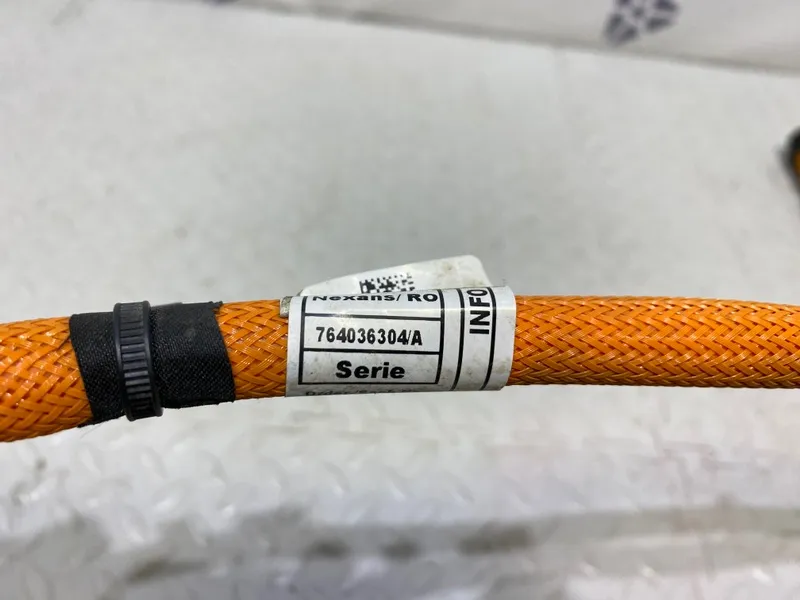 Nexans/ RO
764036304/A
Serie
INFO